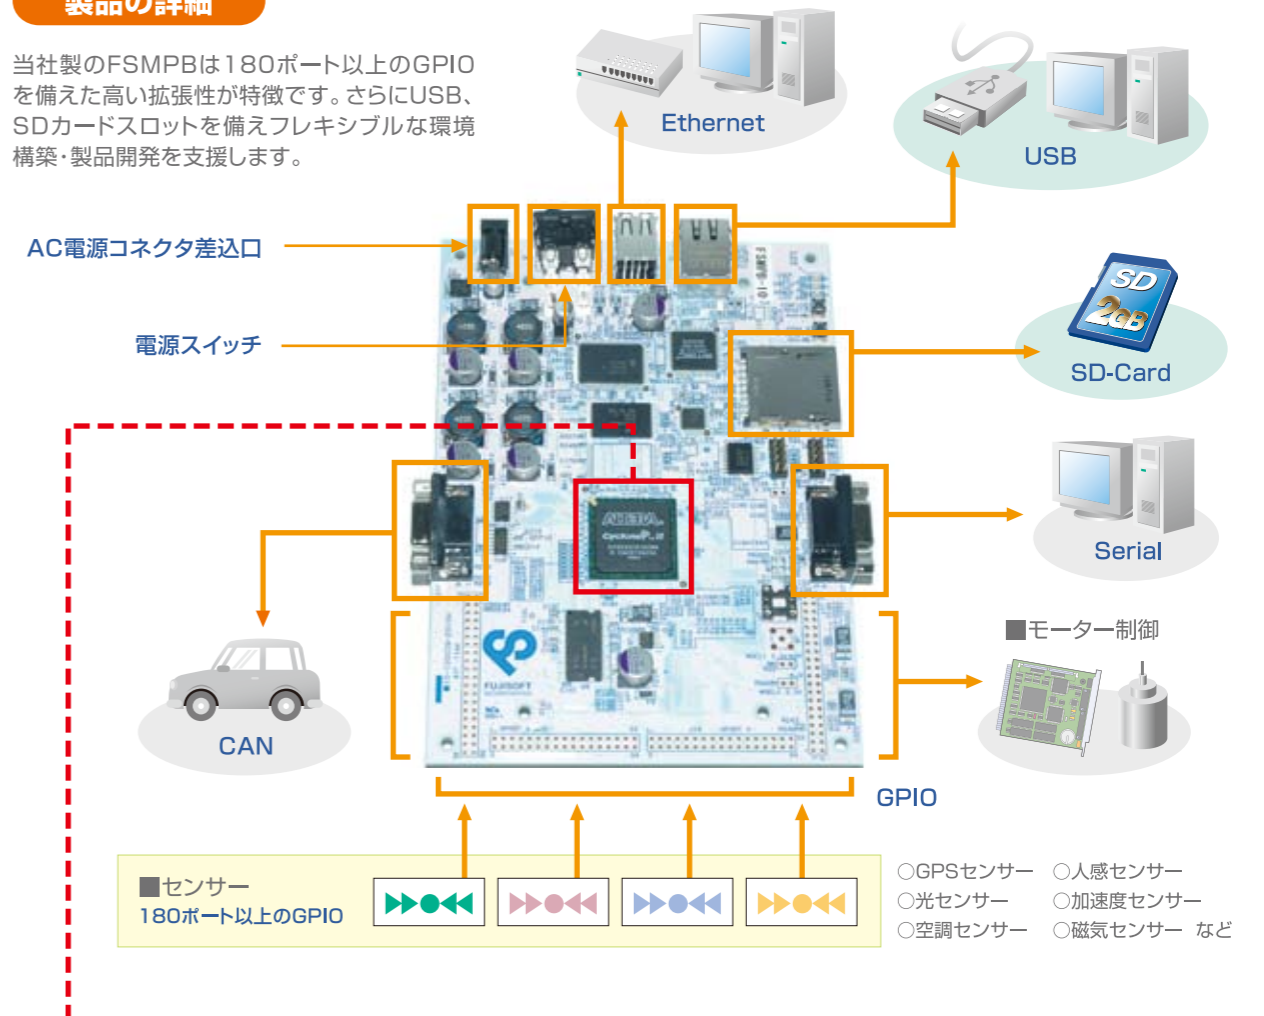 製品の詳細
当社製のFSMPBは180ポート以上のGPIO
を備えた高い拡張性が特徴です。さらにUSB、
SDカードスロットを備えフレキシブルな環境
構築・製品開発を支援します。
Ethernet
USB
AC電源コネクタ差込口
電源スイッチ
SD
2GB
SD-Card
ALTERA
Cyclone II
Serial
FUJISOFT
CAN
■モーター制御
GPIO
■センサー
180ポート以上のGPIO
○GPSセンサー ○人感センサー
○光センサー ○加速度センサー
○空調センサー ○磁気センサー など